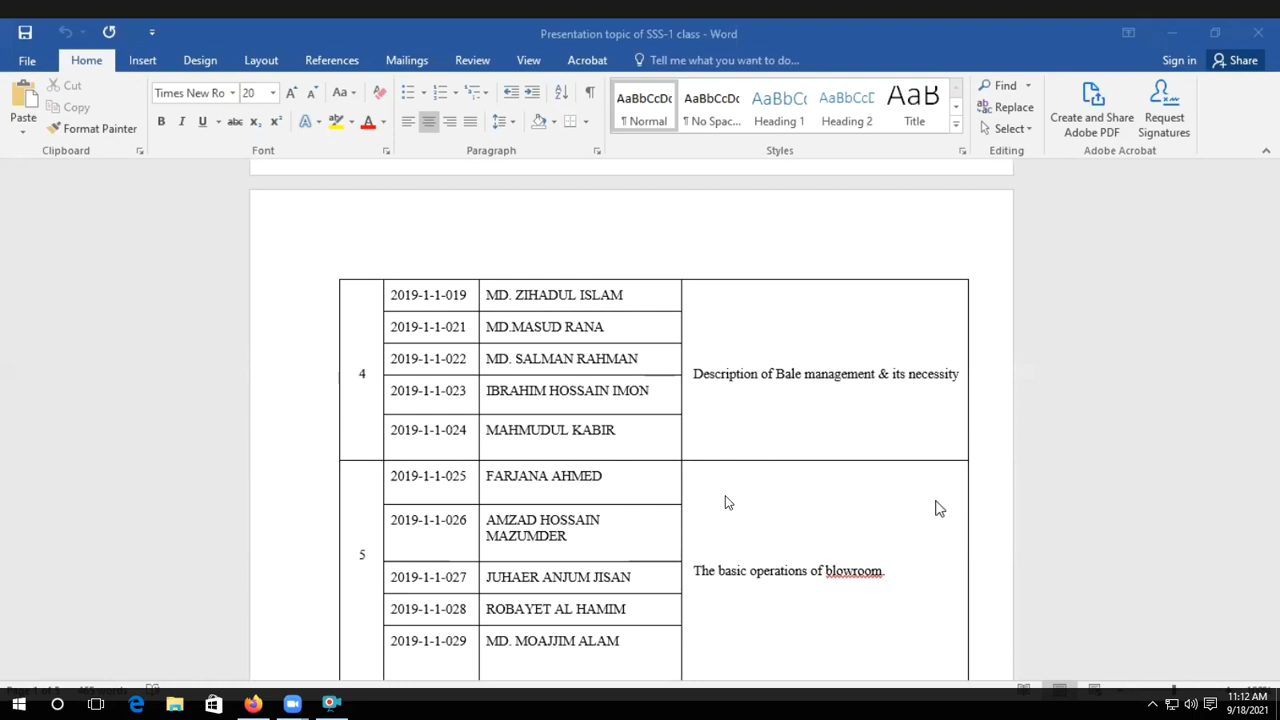 Presentation topic of SSS-1 class - Word
File Home Insert Design Layout References Mailings Review View Acrobat Tell me what you want to do... Sign in Share
Paste Cut Copy Format Painter
Times New Ro 20
AaBbCcDc AaBbCcDc AaBbCc AaBbCcC AaB
¶ Normal ¶ No Spac... Heading 1 Heading 2 Title
Find Replace Select
Create and Share Adobe PDF
Request Signatures
Clipboard Font Paragraph Styles Editing Adobe Acrobat
4
2019-1-1-019 MD. ZIHADUL ISLAM
2019-1-1-021 MD.MASUD RANA
2019-1-1-022 MD. SALMAN RAHMAN
2019-1-1-023 IBRAHIM HOSSAIN IMON
2019-1-1-024 MAHMUDUL KABIR
Description of Bale management & its necessity
5
2019-1-1-025 FARJANA AHMED
2019-1-1-026 AMZAD HOSSAIN
MAZUMDER
2019-1-1-027 JUHAER ANJUM JISAN
2019-1-1-028 ROBAYET AL HAMIM
2019-1-1-029 MD. MOAJJIM ALAM
The basic operations of blowroom.
11:12 AM
9/18/2021